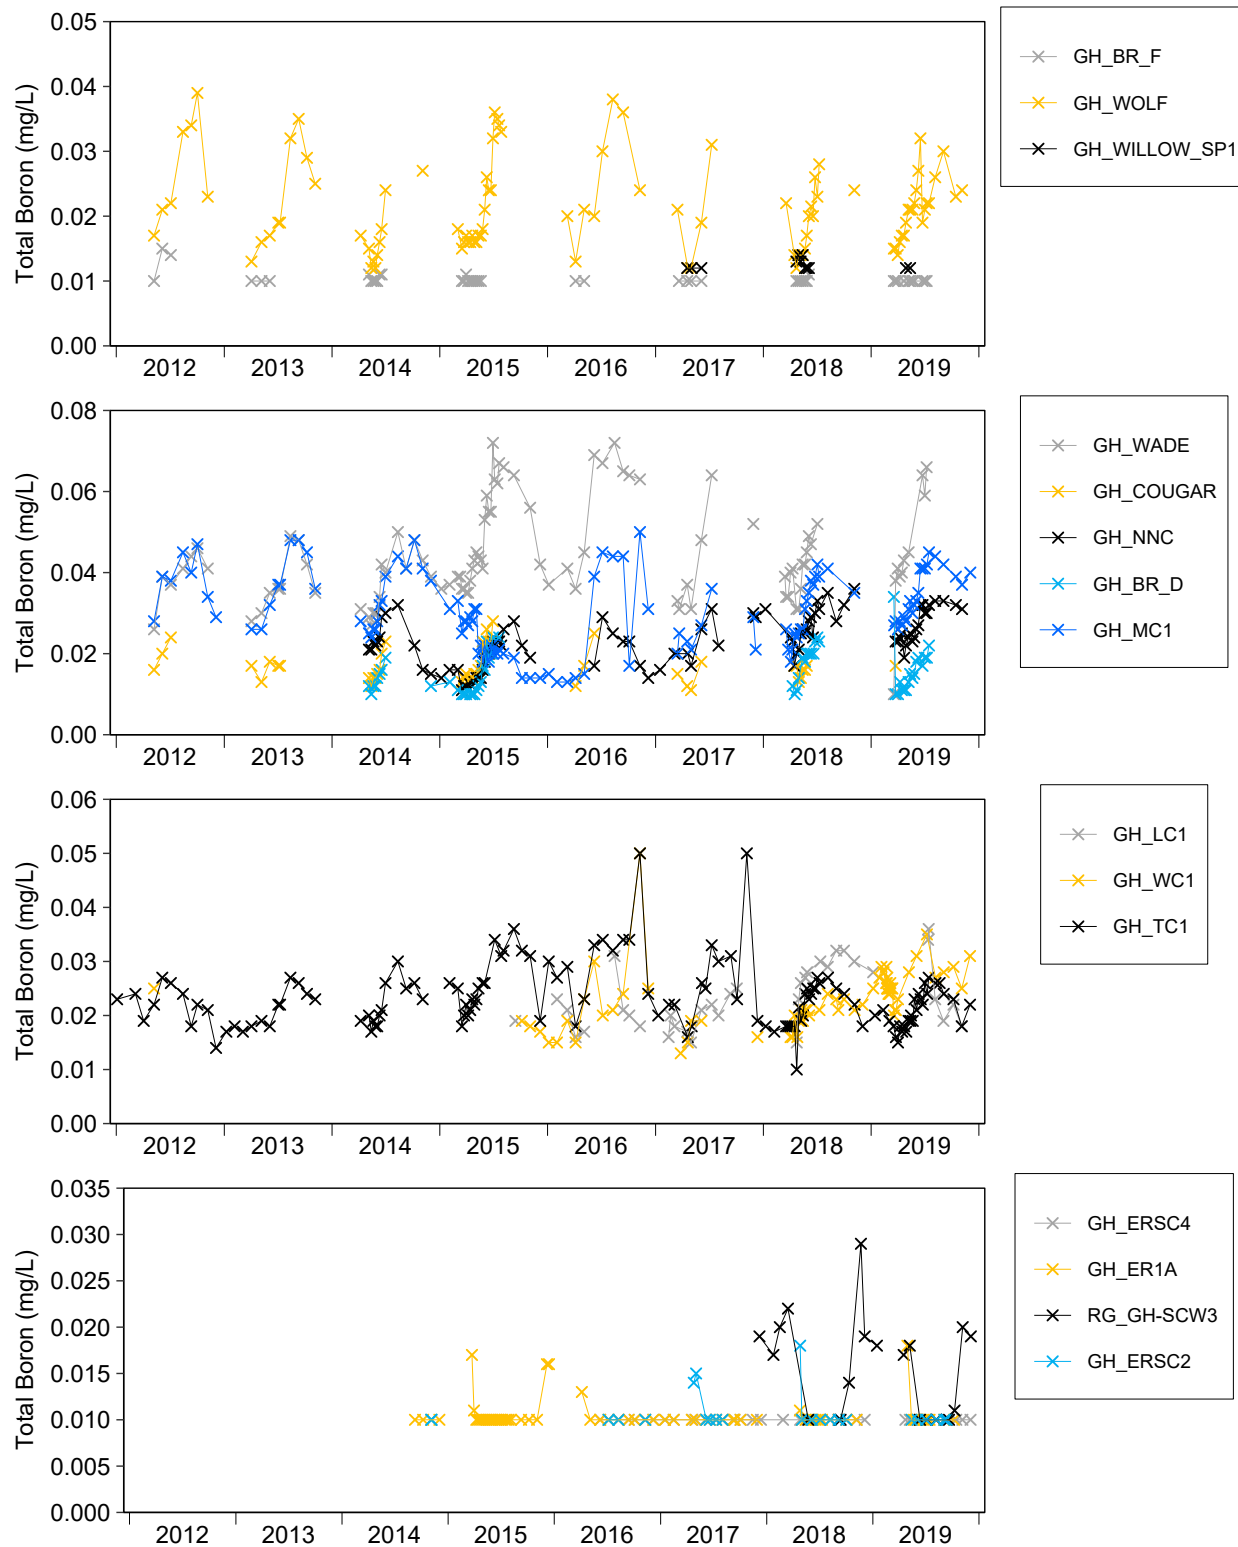 Total Boron (mg/L)
0.05
0.04
0.03
0.02
0.01
0.00
2012 2013 2014 2015 2016 2017 2018 2019
GH_BR_F
GH_WOLF
GH_WILLOW_SP1
Total Boron (mg/L)
0.08
0.06
0.04
0.02
0.00
2012 2013 2014 2015 2016 2017 2018 2019
GH_WADE
GH_COUGAR
GH_NNC
GH_BR_D
GH_MC1
Total Boron (mg/L)
0.06
0.05
0.04
0.03
0.02
0.01
0.00
2012 2013 2014 2015 2016 2017 2018 2019
GH_LC1
GH_WC1
GH_TC1
Total Boron (mg/L)
0.035
0.030
0.025
0.020
0.015
0.010
0.005
0.000
2012 2013 2014 2015 2016 2017 2018 2019
GH_ERSC4
GH_ER1A
RG_GH-SCW3
GH_ERSC2